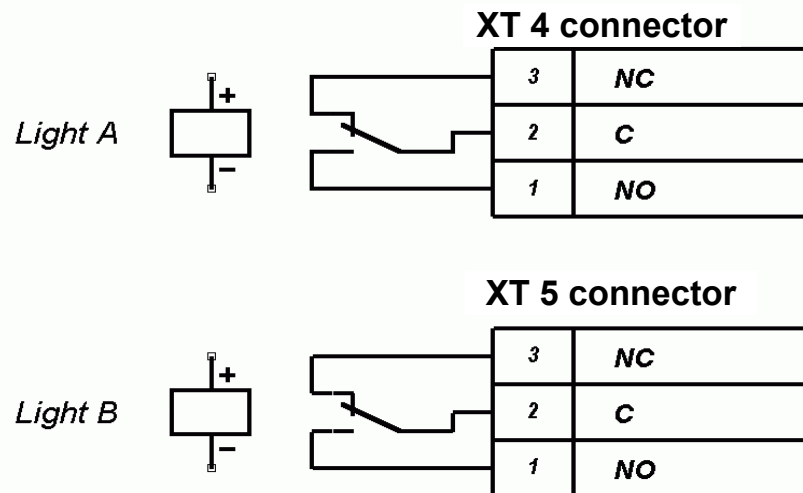 XT 4 connector
3 NC
+
Light A
2 C
−
1 NO
XT 5 connector
3 NC
+
Light B
2 C
−
1 NO